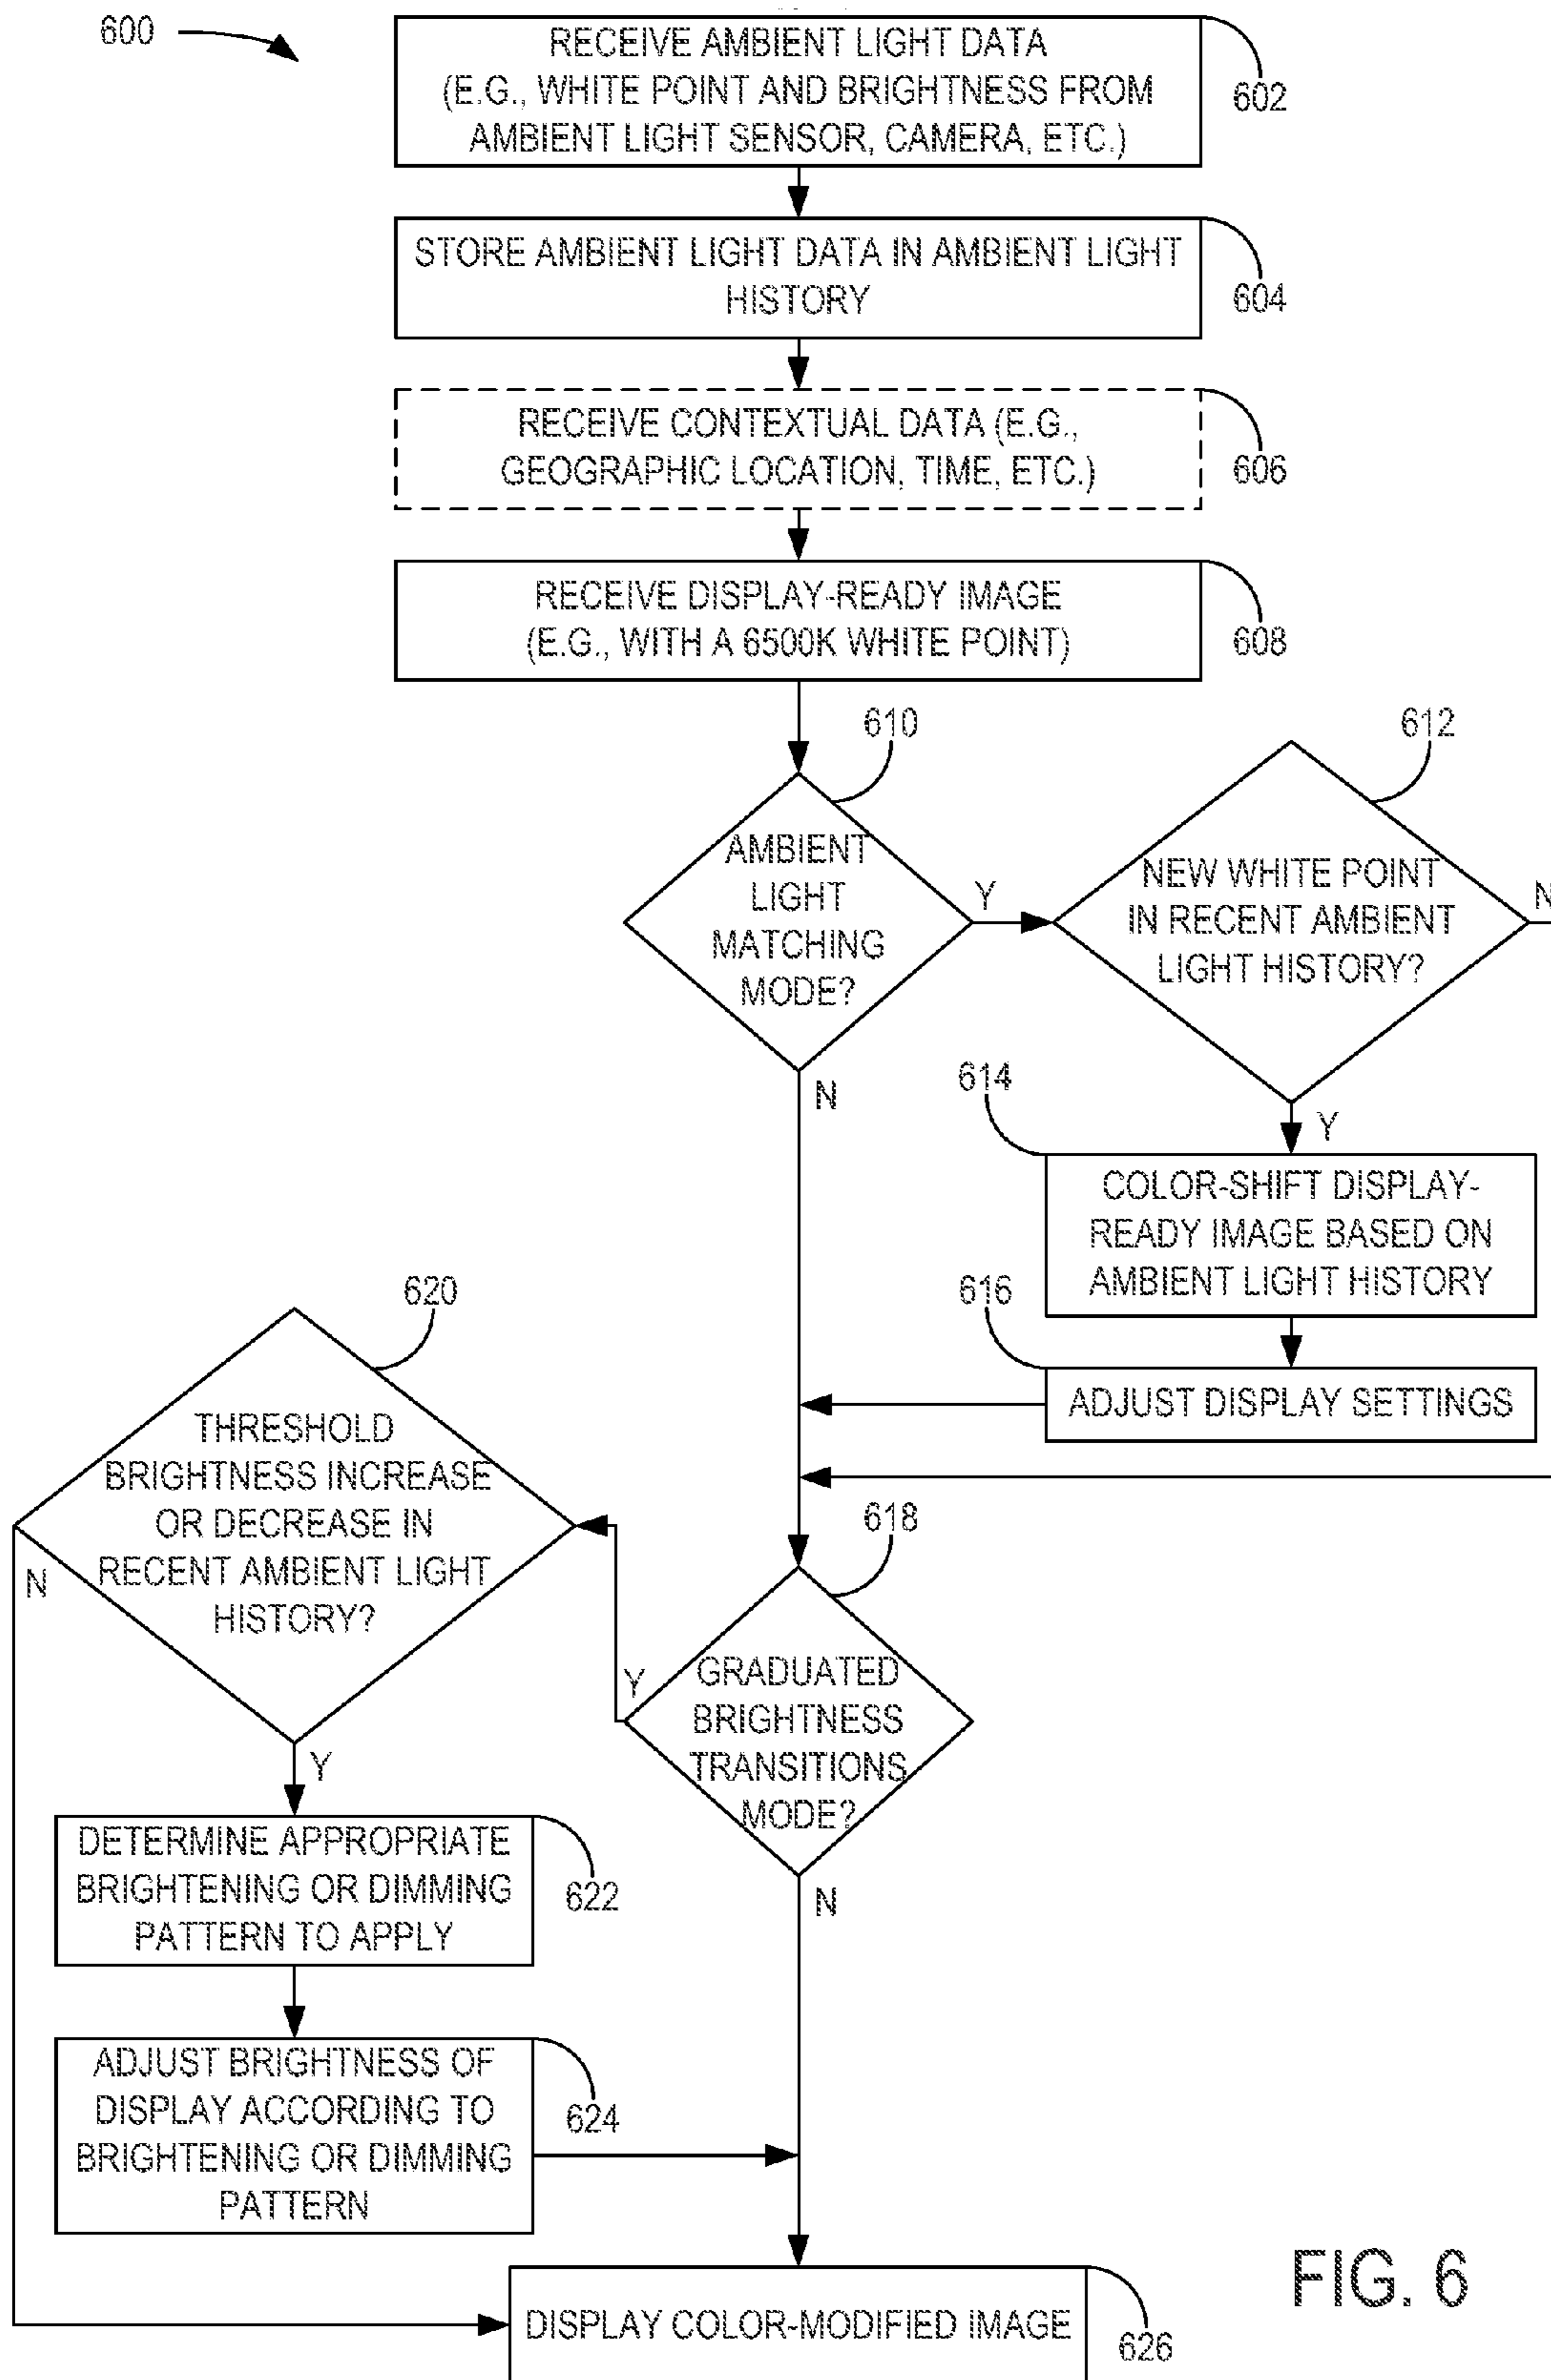 600
RECEIVE AMBIENT LIGHT DATA
(E.G., WHITE POINT AND BRIGHTNESS FROM
AMBIENT LIGHT SENSOR, CAMERA, ETC.)
602
STORE AMBIENT LIGHT DATA IN AMBIENT LIGHT
HISTORY
604
RECEIVE CONTEXTUAL DATA (E.G.,
GEOGRAPHIC LOCATION, TIME, ETC.)
606
RECEIVE DISPLAY-READY IMAGE
(E.G., WITH A 6500K WHITE POINT)
608
610
AMBIENT
LIGHT
MATCHING
MODE?
Y
N
612
NEW WHITE POINT
IN RECENT AMBIENT
LIGHT HISTORY?
N
Y
614
COLOR-SHIFT DISPLAY-
READY IMAGE BASED ON
AMBIENT LIGHT HISTORY
616
ADJUST DISPLAY SETTINGS
618
GRADUATED
BRIGHTNESS
TRANSITIONS
MODE?
Y
N
620
THRESHOLD
BRIGHTNESS INCREASE
OR DECREASE IN
RECENT AMBIENT LIGHT
HISTORY?
N
Y
DETERMINE APPROPRIATE
BRIGHTENING OR DIMMING
PATTERN TO APPLY
622
ADJUST BRIGHTNESS OF
DISPLAY ACCORDING TO
BRIGHTENING OR DIMMING
PATTERN
624
DISPLAY COLOR-MODIFIED IMAGE
626
FIG. 6